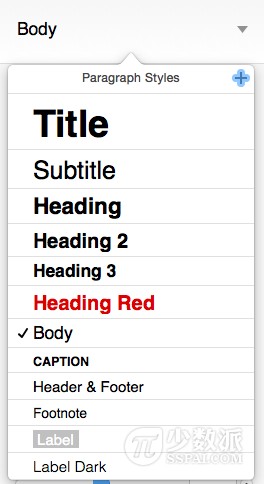 Body
Paragraph Styles
Title
Subtitle
Heading
Heading 2
Heading 3
Heading Red
Body
CAPTION
Header & Footer
Footnote
Label
Label Dark
少数派
SSPAI.COM